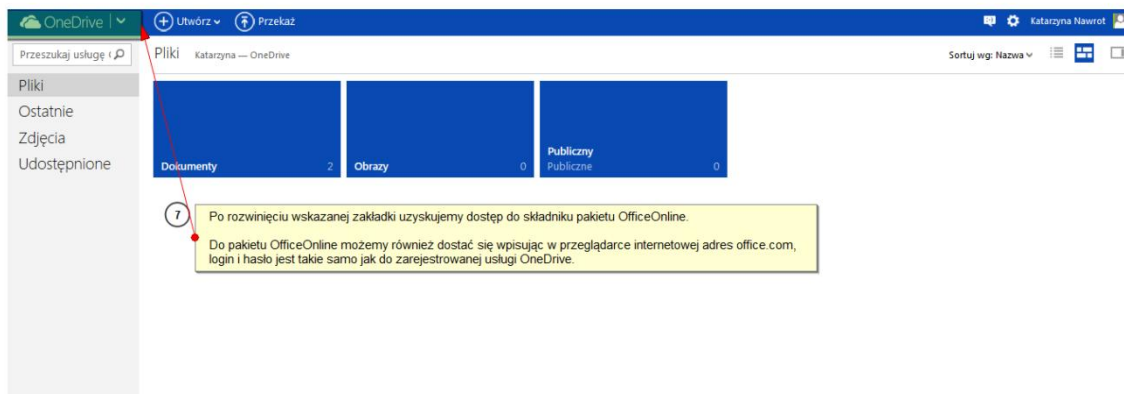 OneDrive Utwórz Przekaż Katarzyna Nawrot
Przeszukaj usługę Pliki Katarzyna — OneDrive Sortuj wg: Nazwa
Pliki
Ostatnie
Zdjęcia
Udostępnione
Dokumenty 2 Obrazy 0 Publiczny
Publiczne 0
7 Po rozwinięciu wskazanej zakładki uzyskujemy dostęp do składniku pakietu OfficeOnline.
Do pakietu OfficeOnline możemy również dostać się wpisując w przeglądarce internetowej adres office.com,
login i hasło jest takie samo jak do zarejestrowanej usługi OneDrive.